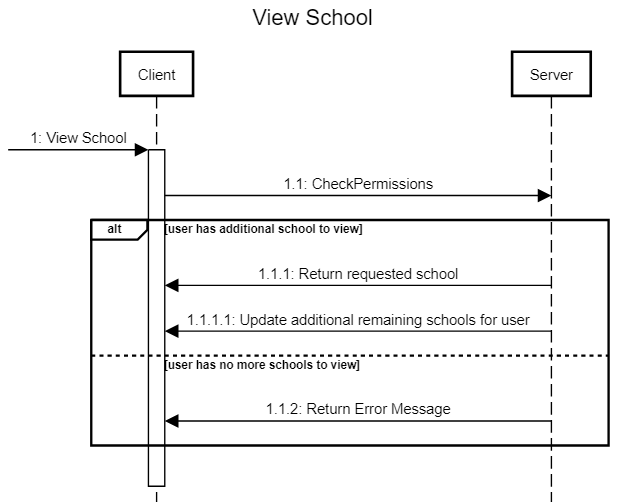 View School
Client
Server
1: View School
1.1: CheckPermissions
alt
[user has additional school to view]
1.1.1: Return requested school
1.1.1.1: Update additional remaining schools for user
[user has no more schools to view]
1.1.2: Return Error Message